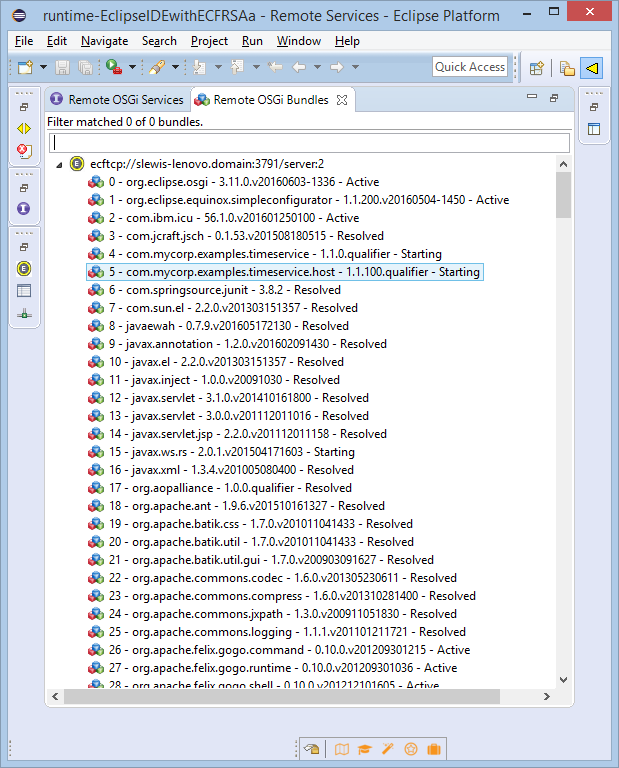 runtime-EclipseIDEwithECFRSAa - Remote Services - Eclipse Platform
File Edit Navigate Search Project Run Window Help
Quick Access
Remote OSGi Services Remote OSGi Bundles
Filter matched 0 of 0 bundles.
ecftcp://slewis-lenovo.domain:3791/server:2
0 - org.eclipse.osgi - 3.11.0.v20160603-1336 - Active
1 - org.eclipse.equinox.simpleconfigurator - 1.1.200.v20160504-1450 - Active
2 - com.ibm.icu - 56.1.0.v201601250100 - Active
3 - com.jcraft.jsch - 0.1.53.v201508180515 - Resolved
4 - com.mycorp.examples.timeservice - 1.1.0.qualifier - Starting
5 - com.mycorp.examples.timeservice.host - 1.1.100.qualifier - Starting
6 - com.springsource.junit - 3.8.2 - Resolved
7 - com.sun.el - 2.2.0.v201303151357 - Resolved
8 - javaewah - 0.7.9.v201605172130 - Resolved
9 - javax.annotation - 1.2.0.v201602091430 - Resolved
10 - javax.el - 2.2.0.v201303151357 - Resolved
11 - javax.inject - 1.0.0.v20091030 - Resolved
12 - javax.servlet - 3.1.0.v201410161800 - Resolved
13 - javax.servlet - 3.0.0.v201112011016 - Resolved
14 - javax.servlet.jsp - 2.2.0.v201112011158 - Resolved
15 - javax.ws.rs - 2.0.1.v201504171603 - Starting
16 - javax.xml - 1.3.4.v201005080400 - Resolved
17 - org.aopalliance - 1.0.0.qualifier - Resolved
18 - org.apache.ant - 1.9.6.v201510161327 - Resolved
19 - org.apache.batik.css - 1.7.0.v201011041433 - Resolved
20 - org.apache.batik.util - 1.7.0.v201011041433 - Resolved
21 - org.apache.batik.util.gui - 1.7.0.v200903091627 - Resolved
22 - org.apache.commons.codec - 1.6.0.v201305230611 - Resolved
23 - org.apache.commons.compress - 1.6.0.v201310281400 - Resolved
24 - org.apache.commons.jxpath - 1.3.0.v200911051830 - Resolved
25 - org.apache.commons.logging - 1.1.1.v201101211721 - Resolved
26 - org.apache.felix.gogo.command - 0.10.0.v201209301215 - Active
27 - org.apache.felix.gogo.runtime - 0.10.0.v201209301036 - Active
28 - org.apache.felix.gogo.shell - 0.10.0.v201212101605 - Active